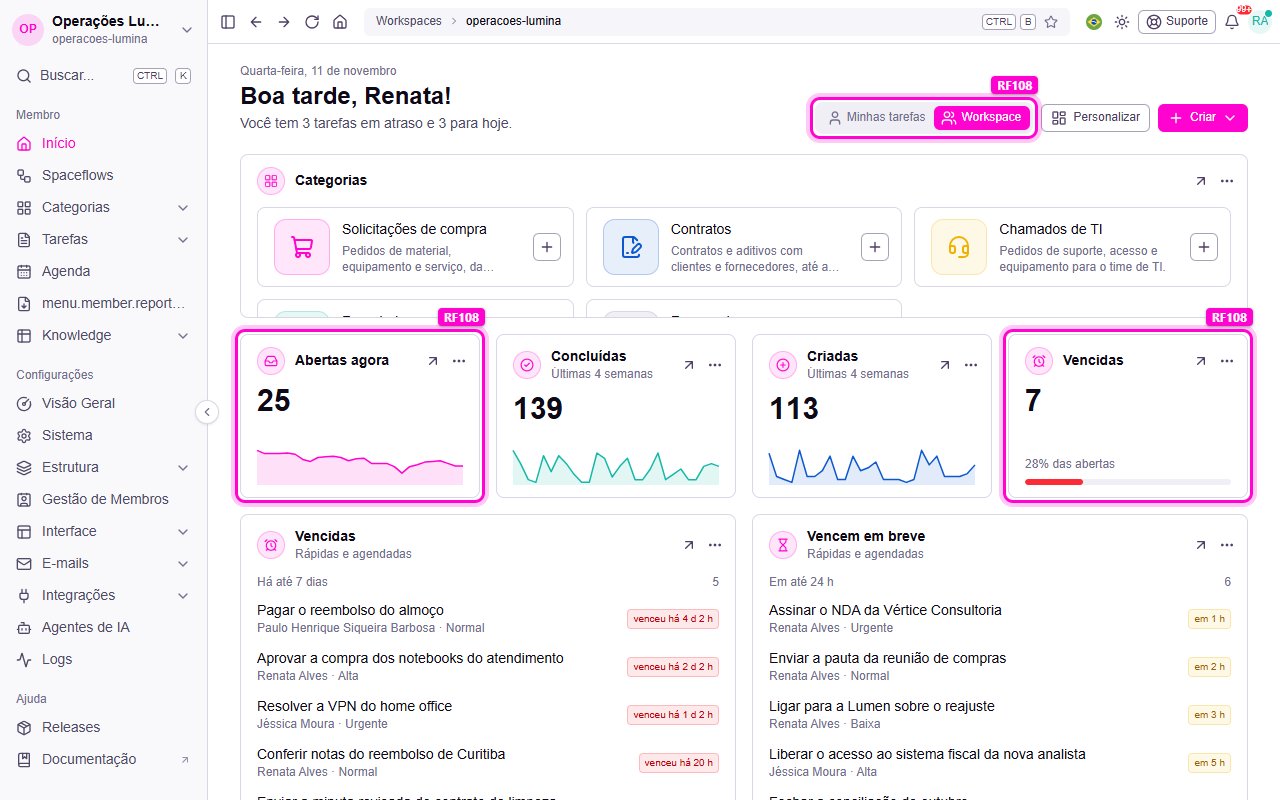 OP
Operações Lu...
operacoes-lumina
Buscar...
CTRL
K
Membro
Início
Spaceflows
Categorias
Tarefas
Agenda
menu.member.report...
Knowledge
Configurações
Visão Geral
Sistema
Estrutura
Gestão de Membros
Interface
E-mails
Integrações
Agentes de IA
Logs
Ajuda
Releases
Documentação
Workspaces
operacoes-lumina
CTRL
B
Suporte
99+
RA
Quarta-feira, 11 de novembro
Boa tarde, Renata!
Você tem 3 tarefas em atraso e 3 para hoje.
RF108
Minhas tarefas
Workspace
Personalizar
Criar
Categorias
Solicitações de compra
Pedidos de material,
equipamento e serviço, da...
Contratos
Contratos e aditivos com
clientes e fornecedores, até a...
Chamados de TI
Pedidos de suporte, acesso e
equipamento para o time de TI.
RF108
Abertas agora
25
Concluídas
Últimas 4 semanas
139
Criadas
Últimas 4 semanas
113
RF108
Vencidas
7
28% das abertas
Vencidas
Rápidas e agendadas
Há até 7 dias
5
Pagar o reembolso do almoço
Paulo Henrique Siqueira Barbosa · Normal
venceu há 4 d 2 h
Aprovar a compra dos notebooks do atendimento
Renata Alves · Alta
venceu há 2 d 2 h
Resolver a VPN do home office
Jéssica Moura · Urgente
venceu há 1 d 2 h
Conferir notas do reembolso de Curitiba
Renata Alves · Normal
venceu há 20 h
Vencem em breve
Rápidas e agendadas
Em até 24 h
6
Assinar o NDA da Vértice Consultoria
Renata Alves · Urgente
em 1 h
Enviar a pauta da reunião de compras
Renata Alves · Normal
em 2 h
Ligar para a Lumen sobre o reajuste
Renata Alves · Baixa
em 3 h
Liberar o acesso ao sistema fiscal da nova analista
Jéssica Moura · Alta
em 5 h